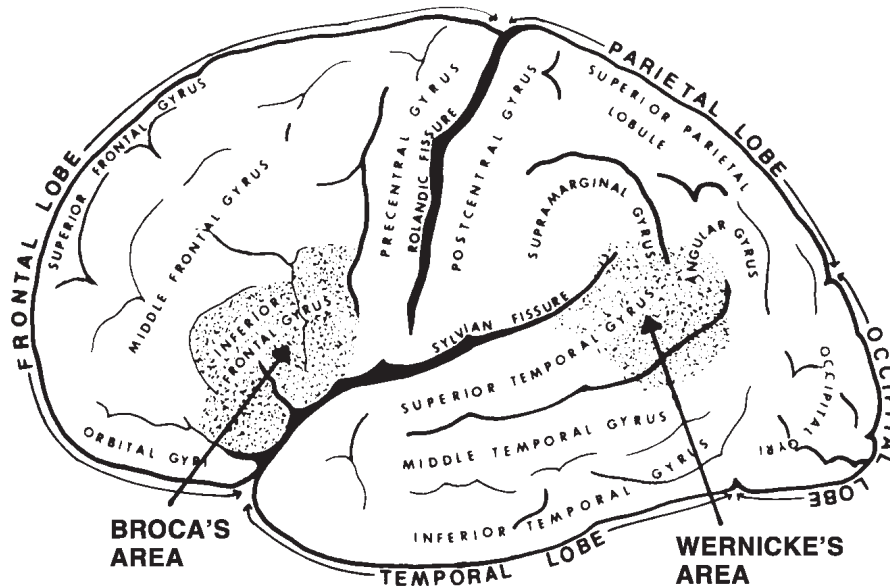 FRONTAL LOBE
SUPERIOR FRONTAL GYRUS
MIDDLE FRONTAL GYRUS
INFERIOR
FRONTAL GYRUS
ORBITAL GYRI
PRECENTRAL GYRUS
ROLANDIC FISSURE
POSTCENTRAL GYRUS
PARIETAL LOBE
SUPERIOR PARIETAL
LOBULE
SUPRAMARGINAL GYRUS
ANGULAR GYRUS
SYLVIAN FISSURE
SUPERIOR TEMPORAL GYRUS
MIDDLE TEMPORAL GYRUS
INFERIOR TEMPORAL GYRUS
OCCIPITAL
GYRI
OCCIPITAL LOBE
TEMPORAL LOBE
BROCA'S
AREA
WERNICKE'S
AREA